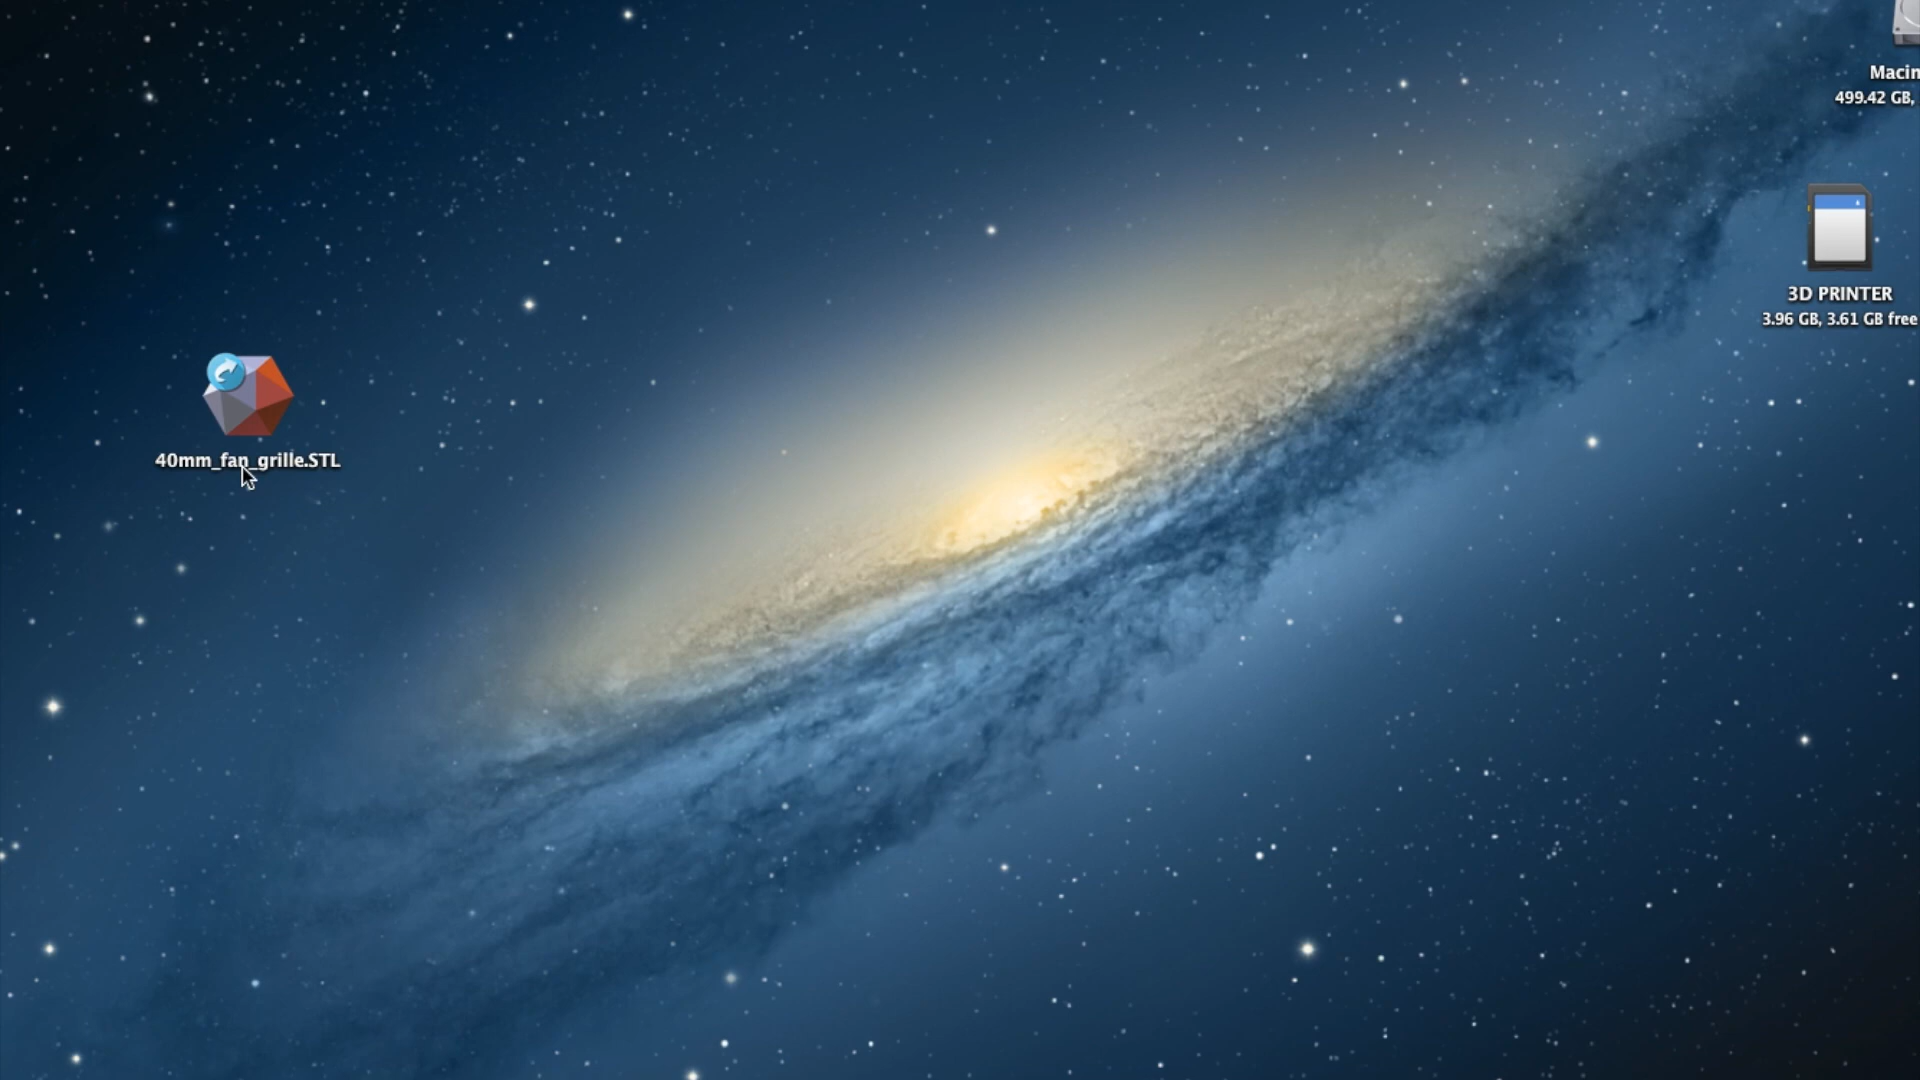 Macin
499.42 GB,
3D PRINTER
3.96 GB, 3.61 GB free
40mm_fan_grille.STL